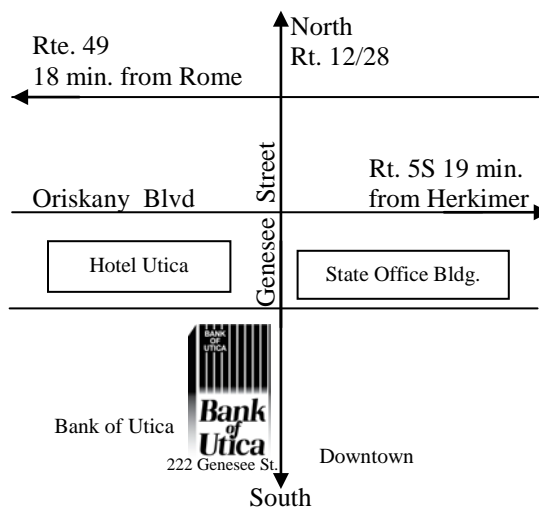 North
Rt. 12/28
Rte. 49
18 min. from Rome
Genesee Street
Rt. 5S 19 min.
from Herkimer
Oriskany Blvd
Hotel Utica
State Office Bldg.
BANK
OF
UTICA
Bank
of
Utica
Bank of Utica
222 Genesee St.
Downtown
South